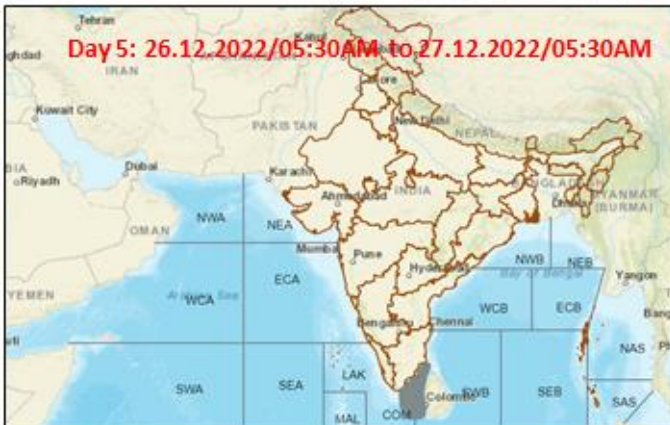 Tehran
Day 5: 26.12.2022/05:30AM to 27.12.2022/05:30AM
IRAN
Kuwait City
New Delhi
PAKISTAN
NEPAL
Dubai
Riyadh
Karachi
Ahmedabad
INDIA
MYANMAR
(BURMA)
OMAN
NWA
NEA
Mumbai
Pune
Hyderabad
NWB
NEB
Bay of Bengal
Yangon
YEMEN
ECA
WCA
Arabian Sea
WCB
ECB
Bengaluru
Chennai
NAS
LAK
SWA
SEA
Colombo
SWB
SEB
SAS
MAL
COM